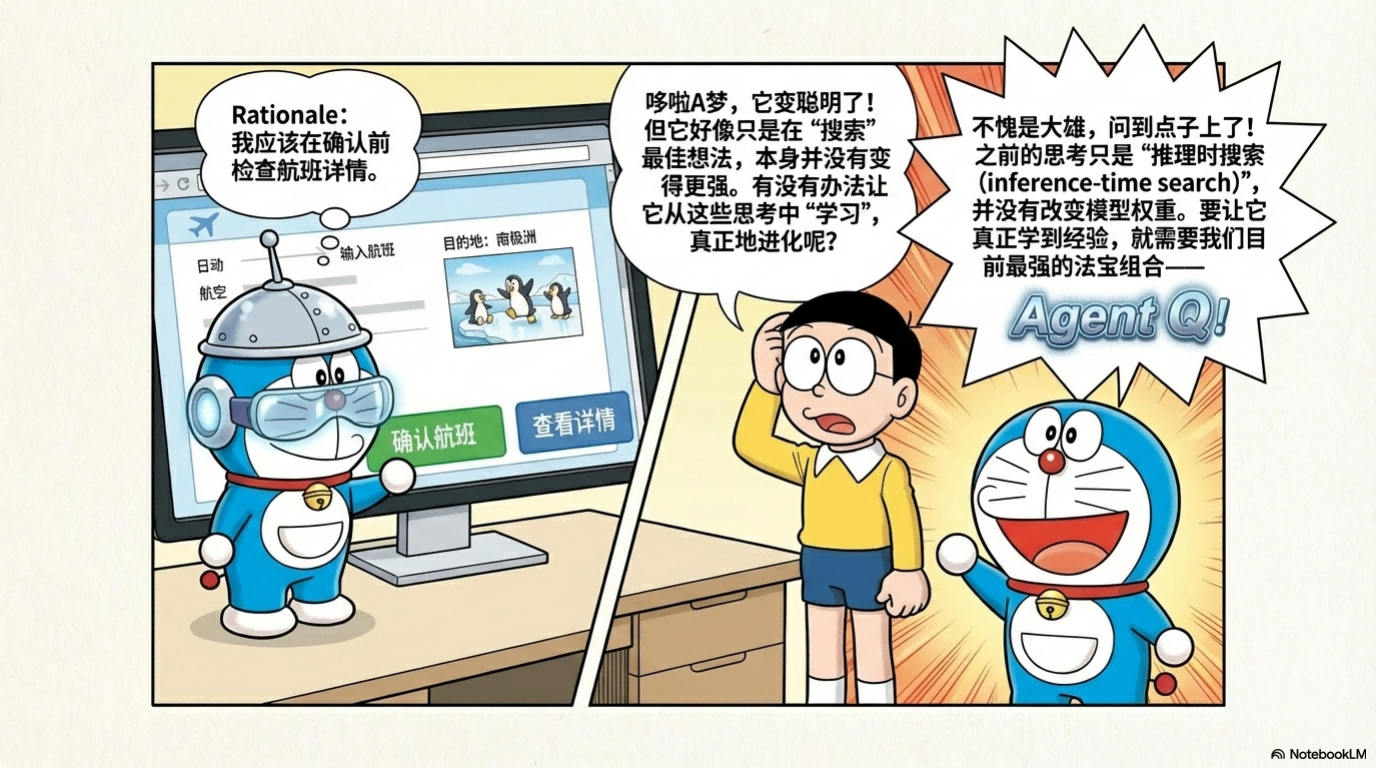 Rationale:
我应该在确认前
检查航班详情。
日动
输入航班
目的地：南极洲
航空
确认航班
查看详情
哆啦A梦，它变聪明了！
但它好像只是在“搜索”
最佳想法，本身并没有变
得更强。有没有办法让
它从这些思考中“学习”，
真正地进化呢？
不愧是大雄，问到点子上了！
之前的思考只是“推理时搜索
（inference-time search）”，
并没有改变模型权重。要让它
真正学到经验，就需要我们目
前最强的法宝组合——
Agent Q!
NotebookLM